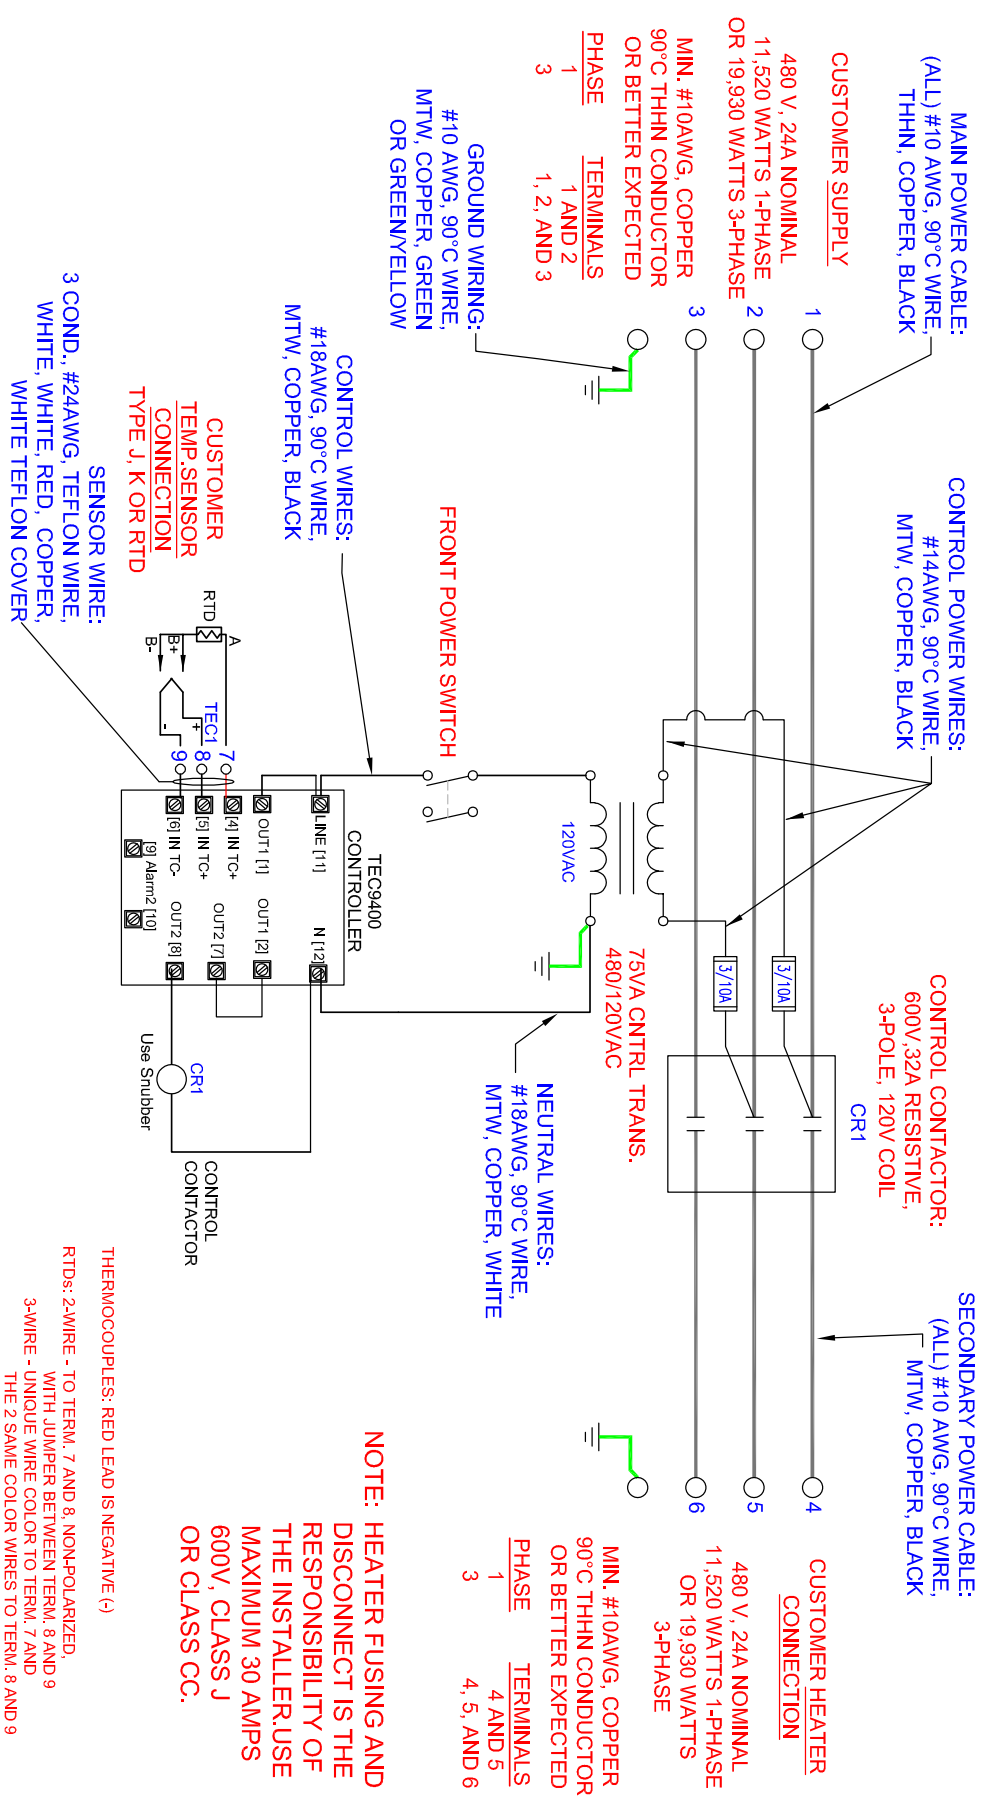 MAIN POWER CABLE:
(ALL) #10 AWG, 90°C WIRE,
THHN, COPPER, BLACK
CONTROL POWER WIRES:
#14AWG, 90°C WIRE,
MTW, COPPER, BLACK
CONTROL CONTACTOR:
600V,32A RESISTIVE,
3-POLE, 120V COIL
CR1
SECONDARY POWER CABLE:
(ALL) #10 AWG, 90°C WIRE,
MTW, COPPER, BLACK
CUSTOMER SUPPLY
480 V, 24A NOMINAL
11,520 WATTS 1-PHASE
OR 19,930 WATTS 3-PHASE
MIN. #10AWG, COPPER
90°C THHN CONDUCTOR
OR BETTER EXPECTED
PHASE TERMINALS
1 1 AND 2
3 1, 2, AND 3
1
2
3
3/10A
3/10A
4
5
6
CUSTOMER HEATER
CONNECTION
480 V, 24A NOMINAL
11,520 WATTS 1-PHASE
OR 19,930 WATTS
3-PHASE
MIN. #10AWG, COPPER
90°C THHN CONDUCTOR
OR BETTER EXPECTED
PHASE TERMINALS
1 4 AND 5
3 4, 5, AND 6
GROUND WIRING:
#10 AWG, 90°C WIRE,
MTW, COPPER, GREEN
OR GREEN/YELLOW
75VA CNTRL TRANS.
480/120VAC
120VAC
FRONT POWER SWITCH
NEUTRAL WIRES:
#18AWG, 90°C WIRE,
MTW, COPPER, WHITE
CONTROL WIRES:
#18AWG, 90°C WIRE,
MTW, COPPER, BLACK
TEC9400
CONTROLLER
LINE [11]
N [12]
OUT1 [1]
OUT1 [2]
[4] IN TC+
OUT2 [7]
[5] IN TC+
[6] IN TC-
OUT2 [8]
[9] Alarm2 [10]
CUSTOMER
TEMP.SENSOR
CONNECTION
TYPE J, K OR RTD
RTD
A
B+
B-
+
-
TEC1
7
8
9
CR1
Use Snubber
CONTROL
CONTACTOR
SENSOR WIRE:
3 COND., #24AWG, TEFLON WIRE,
WHITE, WHITE, RED, COPPER,
WHITE TEFLON COVER
NOTE: HEATER FUSING AND
DISCONNECT IS THE
RESPONSIBILITY OF
THE INSTALLER.USE
MAXIMUM 30 AMPS
600V, CLASS J
OR CLASS CC.
THERMOCOUPLES: RED LEAD IS NEGATIVE (-)
RTDs: 2-WIRE - TO TERM. 7 AND 8, NON-POLARIZED,
WITH JUMPER BETWEEN TERM. 8 AND 9
3-WIRE - UNIQUE WIRE COLOR TO TERM. 7 AND
THE 2 SAME COLOR WIRES TO TERM. 8 AND 9